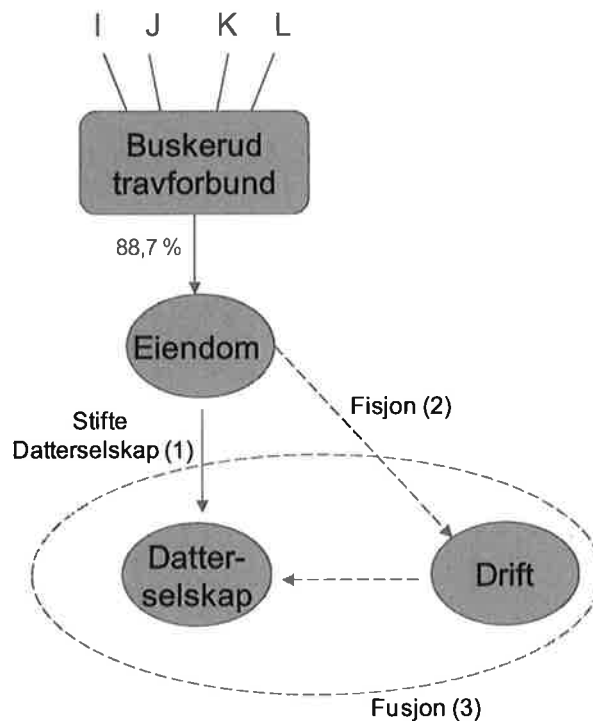 I J K L
Buskerud
travforbund
88,7 %
Eiendom
Fisjon (2)
Stifte
Datterselskap (1)
Datter-
selskap
Drift
Fusjon (3)